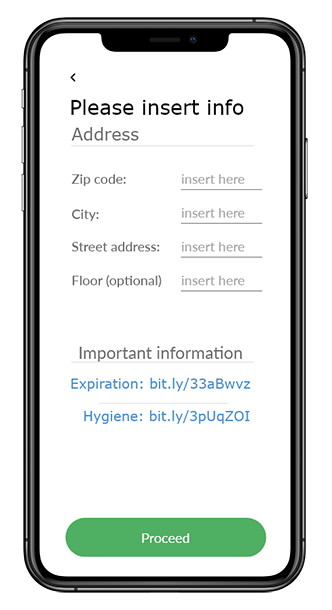 Please insert info
Address
Zip code: insert here
City: insert here
Street address: insert here
Floor (optional) insert here
Important information
Expiration: bit.ly/33aBwvz
Hygiene: bit.ly/3pUqZOI
Proceed